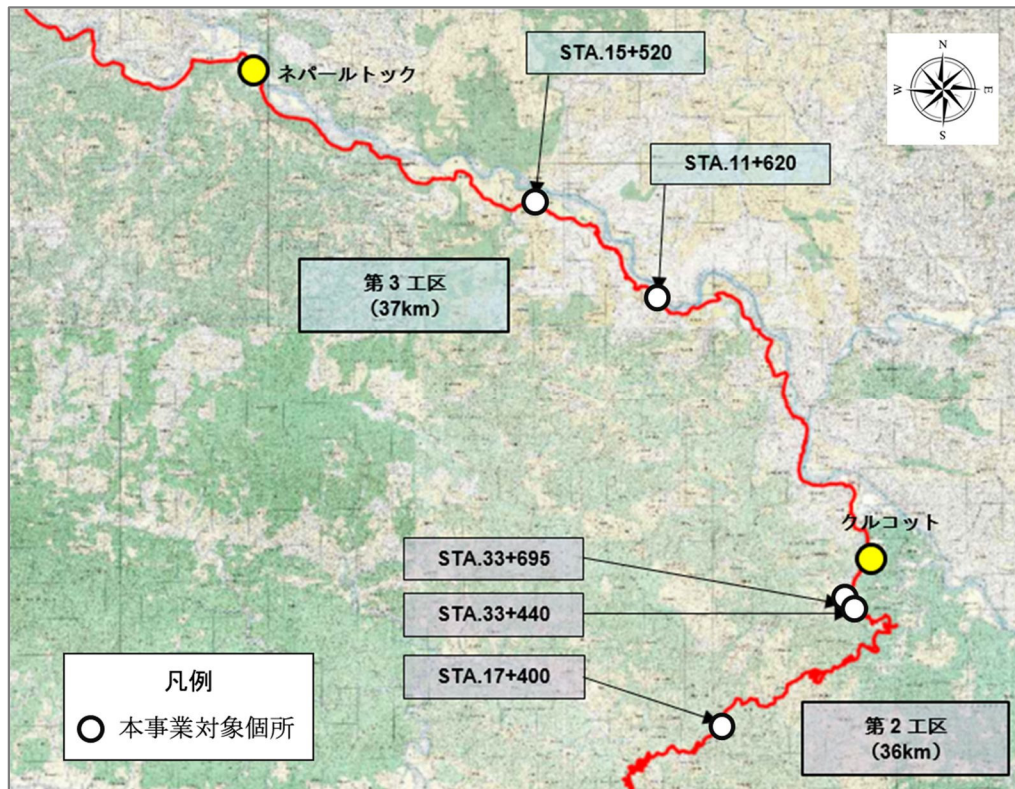 STA.15+520
ネパールトック
N
W
E
S
STA.11+620
第 3 工区
（37km）
クルコット
STA.33+695
STA.33+440
STA.17+400
凡例
本事業対象個所
第 2 工区
（36km）